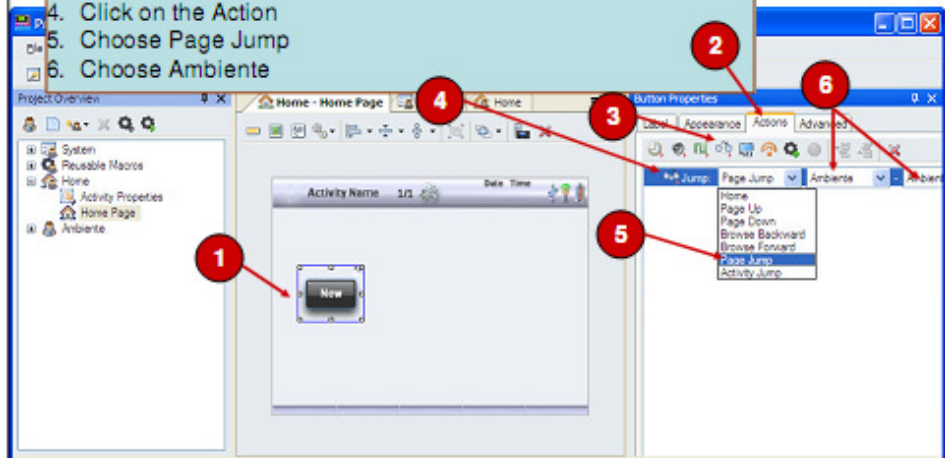 4. Click on the Action
5. Choose Page Jump
6. Choose Ambiente
Project Overview
System
Reusable Macros
Home
Activity Properties
Home Page
Ambiente
Home - Home Page
Home
Activity Name 1/1
Date Time
New
Button Properties
Label Appearance Actions Advanced
Jump: Page Jump Ambiente - Ambient
Home
Page Up
Page Down
Browse Backward
Browse Forward
Page Jump
Activity Jump
1
2
3
4
5
6